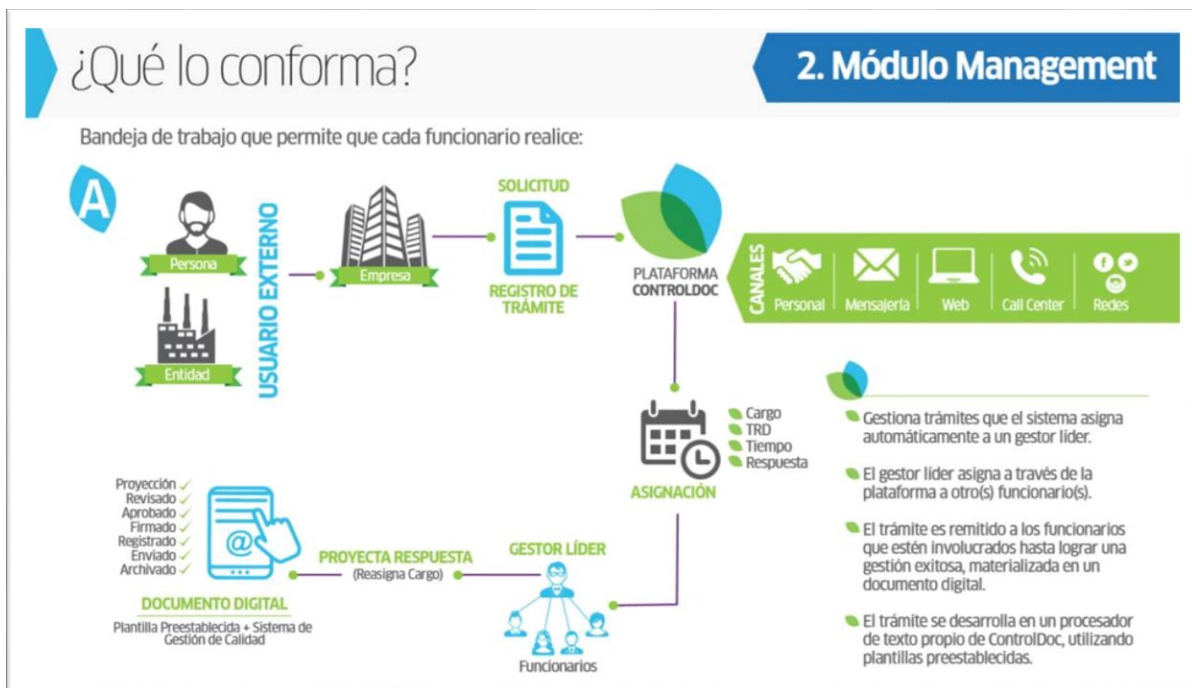 ¿Qué lo conforma?
2. Módulo Management
Bandeja de trabajo que permite que cada funcionario realice:
A
Persona
Entidad
USUARIO EXTERNO
Empresa
SOLICITUD
REGISTRO DE
TRÁMITE
PLATAFORMA
CONTROLDOC
CANALES
Personal
Mensajería
Web
Call Center
Redes
Cargo
TRD
Tiempo
Respuesta
ASIGNACIÓN
Gestiona trámites que el sistema asigna
automáticamente a un gestor líder.
El gestor líder asigna a través de la
plataforma a otro(s) funcionario(s).
El trámite es remitido a los funcionarios
que estén involucrados hasta lograr una
gestión exitosa, materializada en un
documento digital.
El trámite se desarrolla en un procesador
de texto propio de ControlDoc, utilizando
plantillas preestablecidas.
GESTOR LÍDER
Funcionarios
PROYECTA RESPUESTA
(Reasigna Cargo)
Proyección
Revisado
Aprobado
Firmado
Registrado
Enviado
Archivado
@
DOCUMENTO DIGITAL
Plantilla Preestablecida + Sistema de
Gestión de Calidad